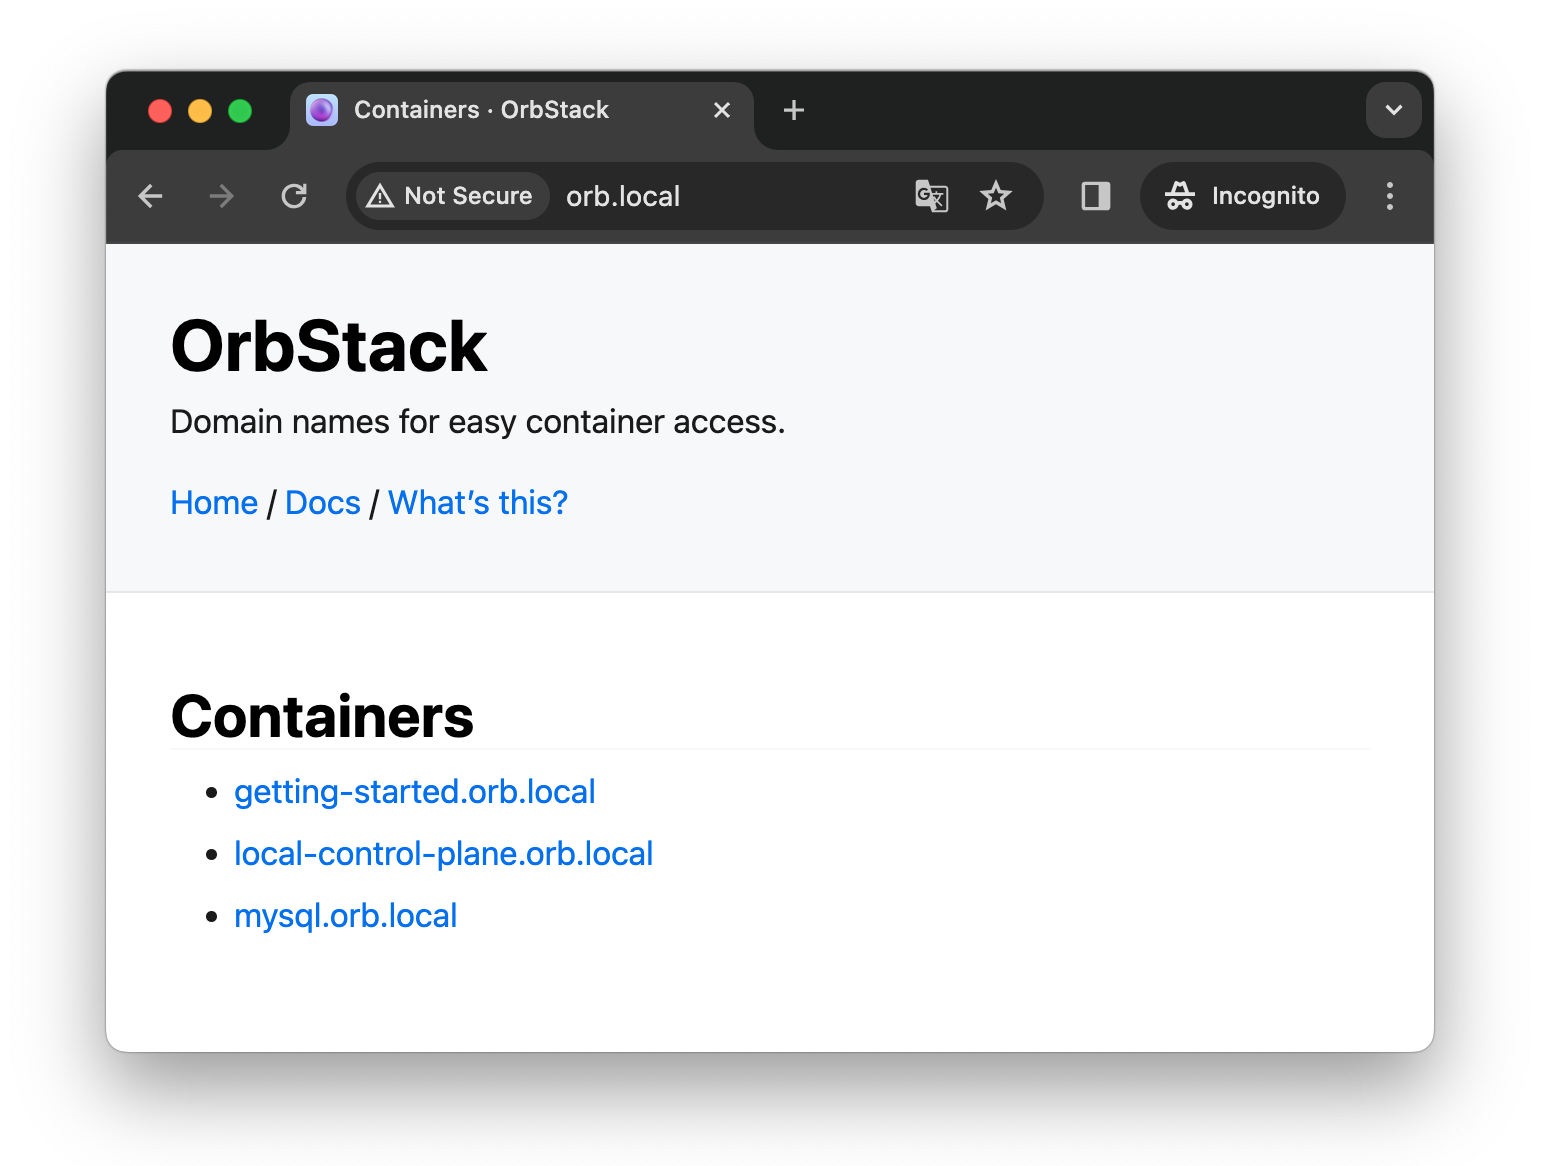 Containers · OrbStack
Not Secure orb.local Incognito
OrbStack
Domain names for easy container access.
Home / Docs / What’s this?
Containers
getting-started.orb.local
local-control-plane.orb.local
mysql.orb.local